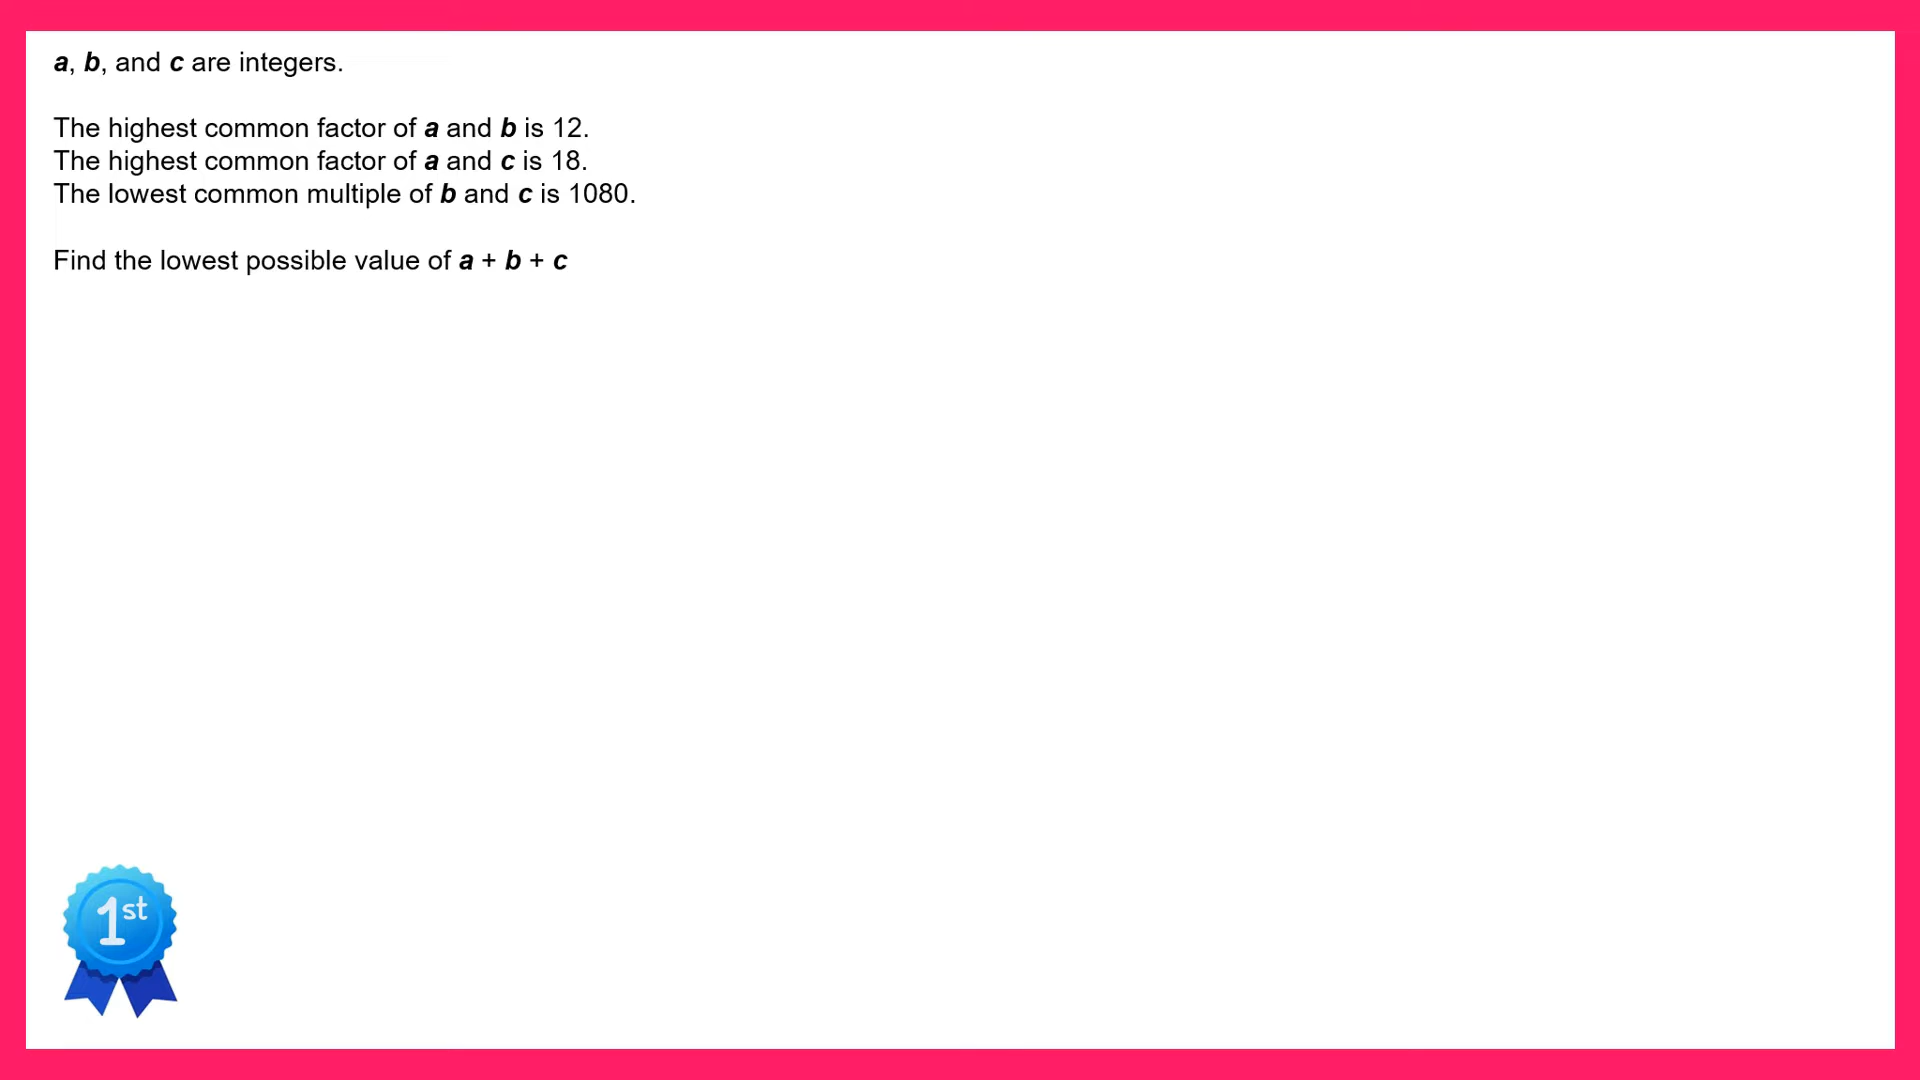 a, b, and c are integers.
The highest common factor of a and b is 12.
The highest common factor of a and c is 18.
The lowest common multiple of b and c is 1080.
Find the lowest possible value of a + b + c
1st